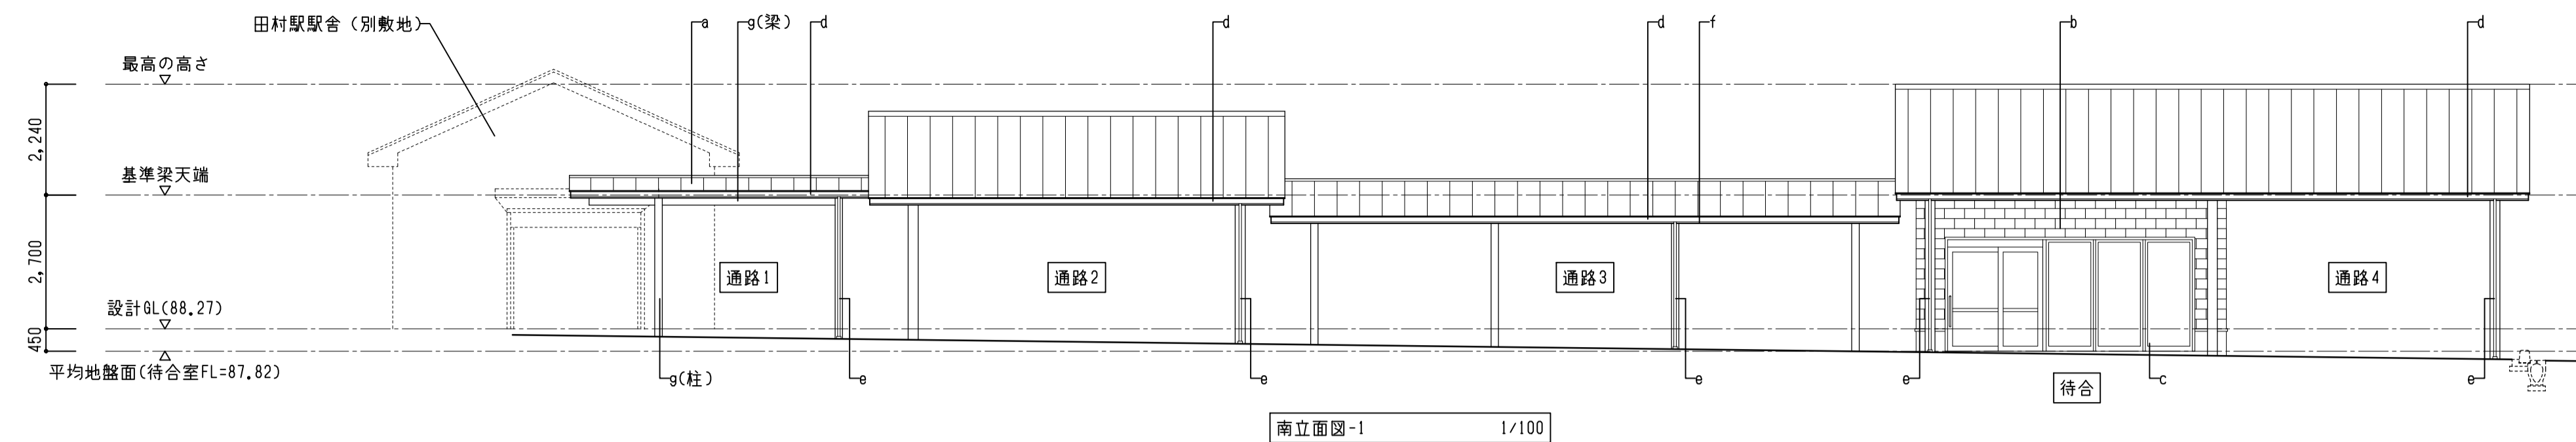 田村駅駅舎（別敷地）
a
g(梁)
d
d
d
f
b
d
最高の高さ
2,240
基準梁天端
2,700
通路1
通路2
通路3
通路4
設計GL(88.27)
450
平均地盤面(待合室FL=87.82)
g(柱)
e
e
e
e
待合
c
e
南立面図-1 1/100